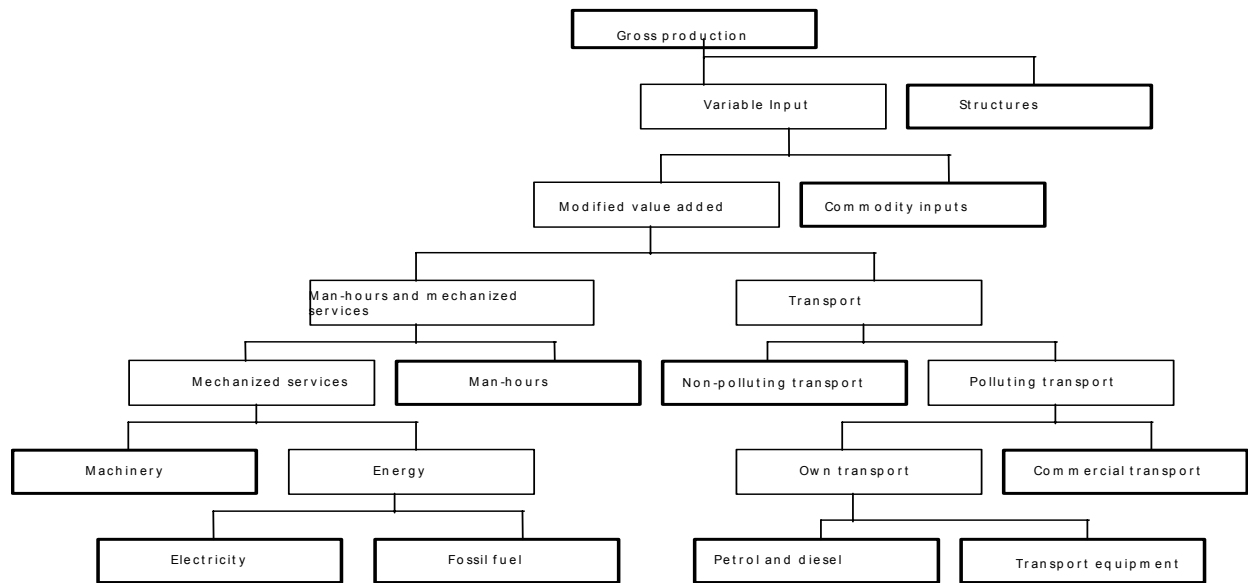 Gross production
Variable Input
Structures
Modified value added
Commodity inputs
Man-hours and mechanized
services
Transport
Mechanized services
Man-hours
Non-polluting transport
Polluting transport
Machinery
Energy
Own transport
Commercial transport
Electricity
Fossil fuel
Petrol and diesel
Transport equipment